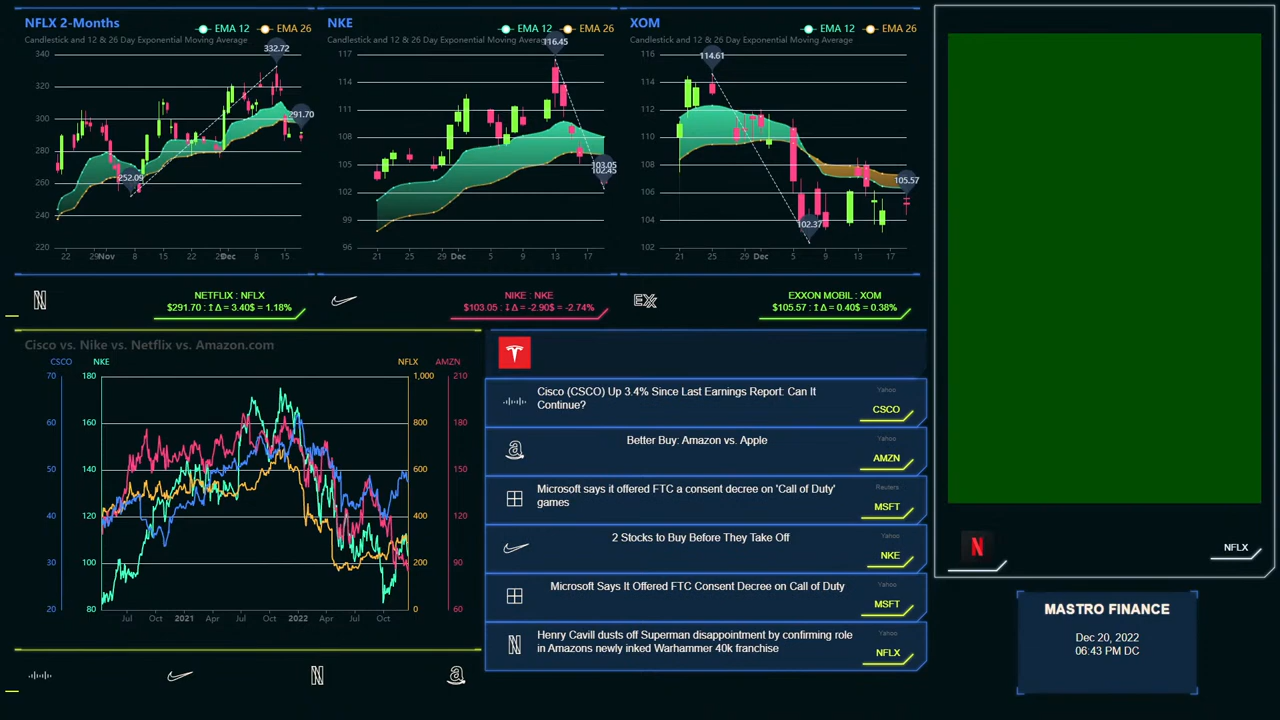 NFLX 2-Months
EMA 12
EMA 26
Candlestick and 12 & 26 Day Exponential Moving Average
332.72
291.70
252.09
340
320
300
280
260
240
220
22
29
Nov
8
15
22
29
Dec
8
15
NKE
EMA 12
EMA 26
Candlestick and 12 & 26 Day Exponential Moving Average
116.45
103.05
102.45
117
114
111
108
105
102
99
96
21
25
Dec
5
9
13
17
XOM
EMA 12
EMA 26
Candlestick and 12 & 26 Day Exponential Moving Average
114.61
105.57
102.37
116
114
112
110
108
106
104
102
21
25
Dec
5
9
13
17
NETFLIX : NFLX
$291.70 : 1 Δ = 3.40$ = 1.18%
NIKE : NKE
$103.05 : 1 Δ = -2.90$ = -2.74%
EX
EXXON MOBIL : XOM
$105.57 : 1 Δ = 0.40$ = 0.38%
Cisco vs. Nike vs. Netflix vs. Amazon.com
CSCO
NKE
NFLX
AMZN
70
60
50
40
30
20
180
160
140
120
100
80
1,000
800
600
400
200
0
210
180
150
120
90
60
Jul
Oct
2021
Apr
Jul
Oct
2022
Apr
Jul
Oct
Cisco (CSCO) Up 3.4% Since Last Earnings Report: Can It
Continue?
Yahoo
CSCO
Better Buy: Amazon vs. Apple
Yahoo
AMZN
Microsoft says it offered FTC a consent decree on 'Call of Duty'
games
Reuters
MSFT
2 Stocks to Buy Before They Take Off
Yahoo
NKE
Microsoft Says It Offered FTC Consent Decree on Call of Duty
Yahoo
MSFT
Henry Cavill dusts off Superman disappointment by confirming role
in Amazons newly inked Warhammer 40k franchise
Yahoo
NFLX
N
NFLX
MASTRO FINANCE
Dec 20, 2022
06:43 PM DC